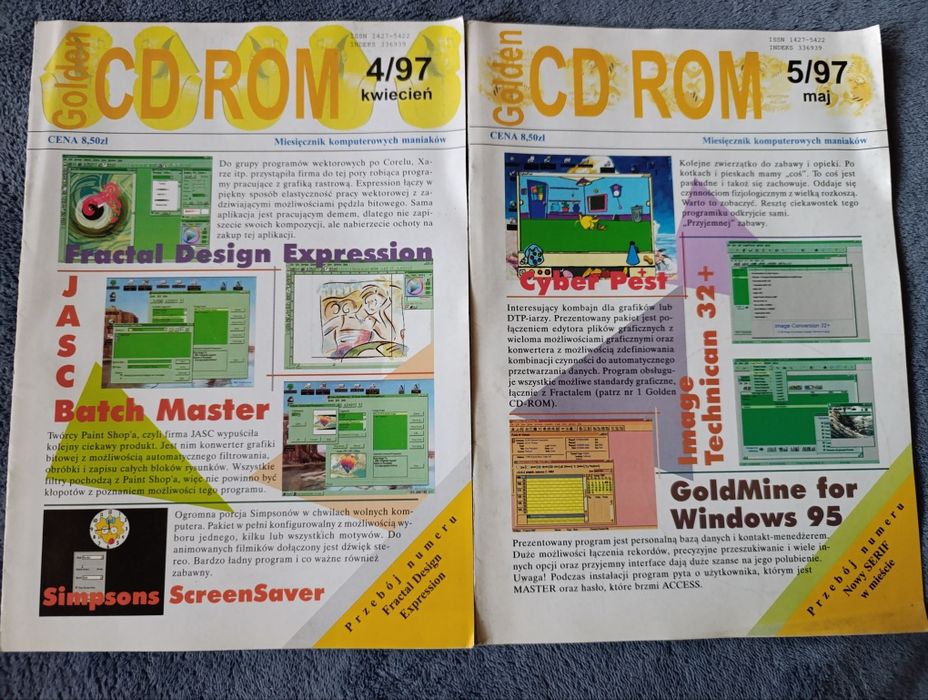 Golden
CD ROM
ISSN 1427-5422
INDEKS 336939
4/97
kwiecień
CENA 8,50zł
Miesięcznik komputerowych maniaków
Do grupy programów wektorowych po Corelu, Xa-
rze itp. przystąpiła firma do tej pory robiąca progra-
my pracujące z grafiką rastrową. Expression łączy w
piękny sposób elastyczność pracy wektorowej z za-
dziwiającymi możliwościami pędzla bitowego. Sama
aplikacja jest pracującym demem, dlatego nie zapi-
szecie swoich kompozycji, ale nabierzecie ochoty na
zakup tej aplikacji.
Fractal Design Expression
JASC
Batch Master
Twórcy Paint Shop'a, czyli firma JASC wypuściła
kolejny ciekawy produkt. Jest nim konwerter grafiki
bitowej z możliwością automatycznego filtrowania,
obróbki i zapisu całych bloków rysunków. Wszystkie
filtry pochodzą z Paint Shop'a, więc nie powinno być
kłopotów z poznaniem możliwości tego programu.
Ogromna porcja Simpsonów w chwilach wolnych kom-
putera. Pakiet w pełni konfigurowalny z możliwością wy-
boru jednego, kilku lub wszystkich motywów. Do
animowanych filmików dołączony jest dźwięk ste-
reo. Bardzo ładny program i co ważne również
zabawny.
Simpsons ScreenSaver
Przebój numeru
Fractal Design
Expression
Golden
CD ROM
ISSN 1427-5422
INDEKS 336939
5/97
maj
CENA 8,50zł
Miesięcznik komputerowych maniaków
Kolejne zwierzątko do zabawy i opieki. Po
kotkach i pieskach mamy „coś". To coś jest
paskudne i takoż się zachowuje. Oddaje się
czynnościom fizjologicznym z wielką rozkoszą.
Warto to zobaczyć. Resztę ciekawostek tego
programiku odkryjecie sami.
„Przyjemnej" zabawy.
Cyber Pest
Interesujący kombajn dla grafików lub
DTP-iarzy. Prezentowany pakiet jest po-
łączeniem edytora plików graficznych z
wieloma możliwościami graficznymi oraz
konwertera z możliwością zdefiniowania
kombinacji czynności do automatycznego
przetwarzania danych. Program obsługu-
je wszystkie możliwe standardy graficzne,
łącznie z Fractalem (patrz nr 1 Golden
CD-ROM).
Image Conversion 32+
Image
Technican 32+
GoldMine for
Windows 95
Prezentowany program jest personalną bazą danych i kontakt-menedżerem.
Duże możliwości łączenia rekordów, precyzyjne przeszukiwanie i wiele in-
nych opcji oraz przyjemny interface dają duże szanse na jego polubienie.
Uwaga! Podczas instalacji program pyta o użytkownika, którym jest
MASTER oraz hasło, które brzmi ACCESS.
Przebój numeru
Nowy SERIF
w mieście